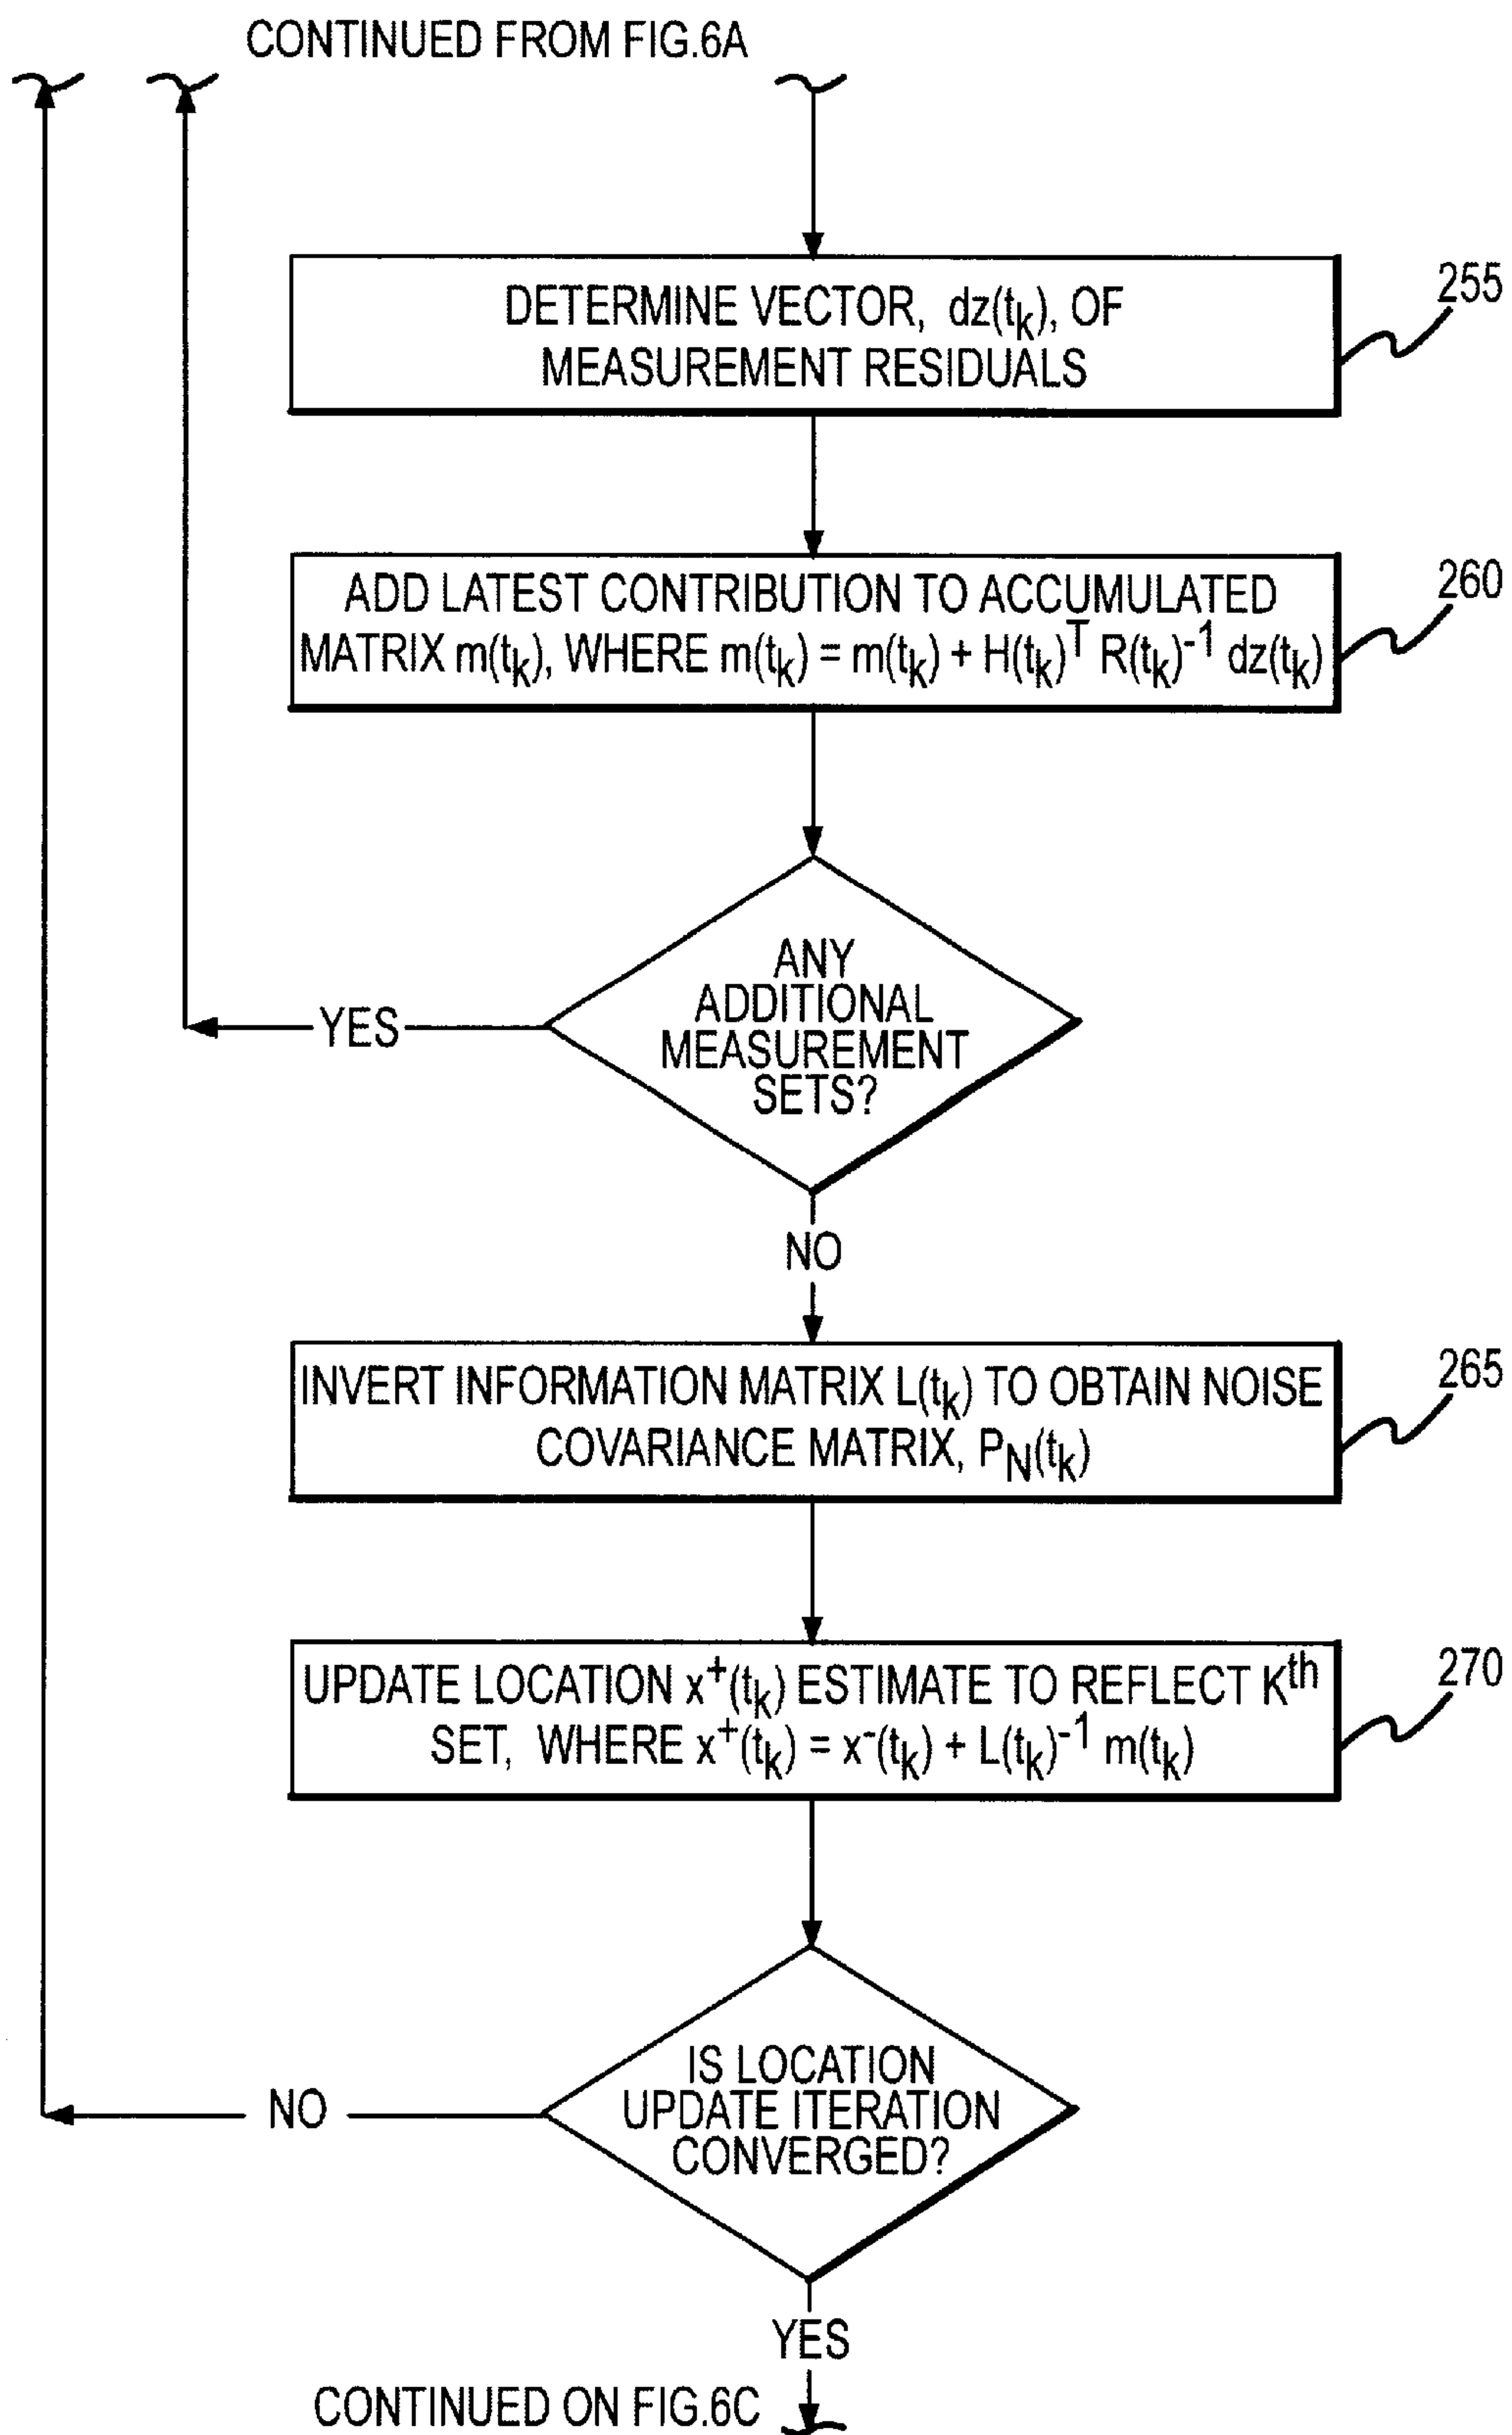 CONTINUED FROM FIG.6A
DETERMINE VECTOR, dz(tₖ), OF
MEASUREMENT RESIDUALS
255
ADD LATEST CONTRIBUTION TO ACCUMULATED
MATRIX m(tₖ), WHERE m(tₖ) = m(tₖ) + H(tₖ)ᵀ R(tₖ)⁻¹ dz(tₖ)
260
ANY
ADDITIONAL
MEASUREMENT
SETS?
YES
NO
INVERT INFORMATION MATRIX L(tₖ) TO OBTAIN NOISE
COVARIANCE MATRIX, P_N(tₖ)
265
UPDATE LOCATION x⁺(tₖ) ESTIMATE TO REFLECT Kᵗʰ
SET, WHERE x⁺(tₖ) = x⁻(tₖ) + L(tₖ)⁻¹ m(tₖ)
270
IS LOCATION
UPDATE ITERATION
CONVERGED?
NO
YES
CONTINUED ON FIG.6C